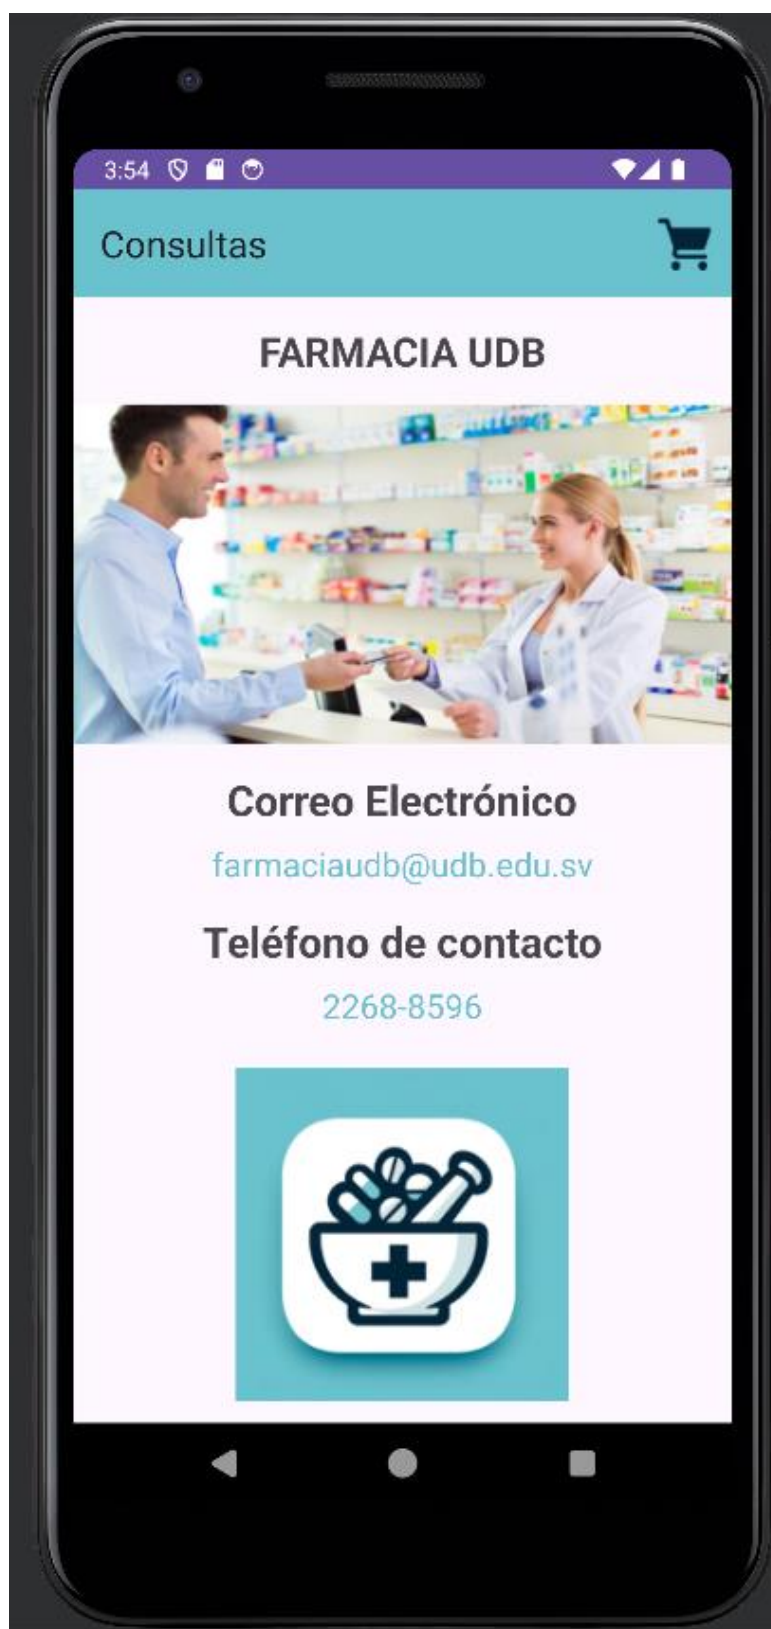 3:54
Consultas
FARMACIA UDB
Correo Electrónico
farmaciaudb@udb.edu.sv
Teléfono de contacto
2268-8596